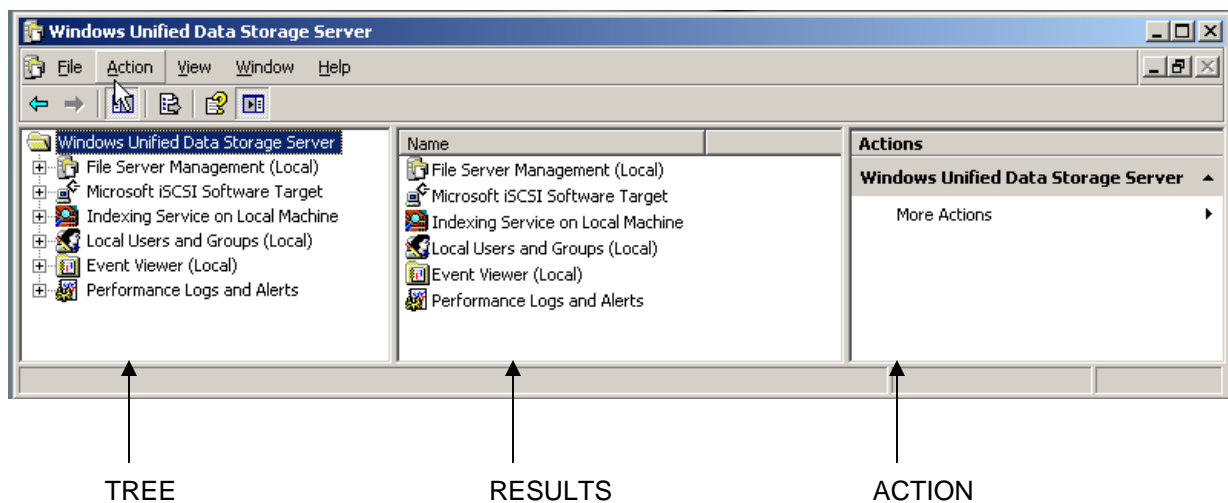 Windows Unified Data Storage Server
File Action View Window Help
Windows Unified Data Storage Server
File Server Management (Local)
Microsoft iSCSI Software Target
Indexing Service on Local Machine
Local Users and Groups (Local)
Event Viewer (Local)
Performance Logs and Alerts
Name
File Server Management (Local)
Microsoft iSCSI Software Target
Indexing Service on Local Machine
Local Users and Groups (Local)
Event Viewer (Local)
Performance Logs and Alerts
Actions
Windows Unified Data Storage Server
More Actions
TREE RESULTS ACTION